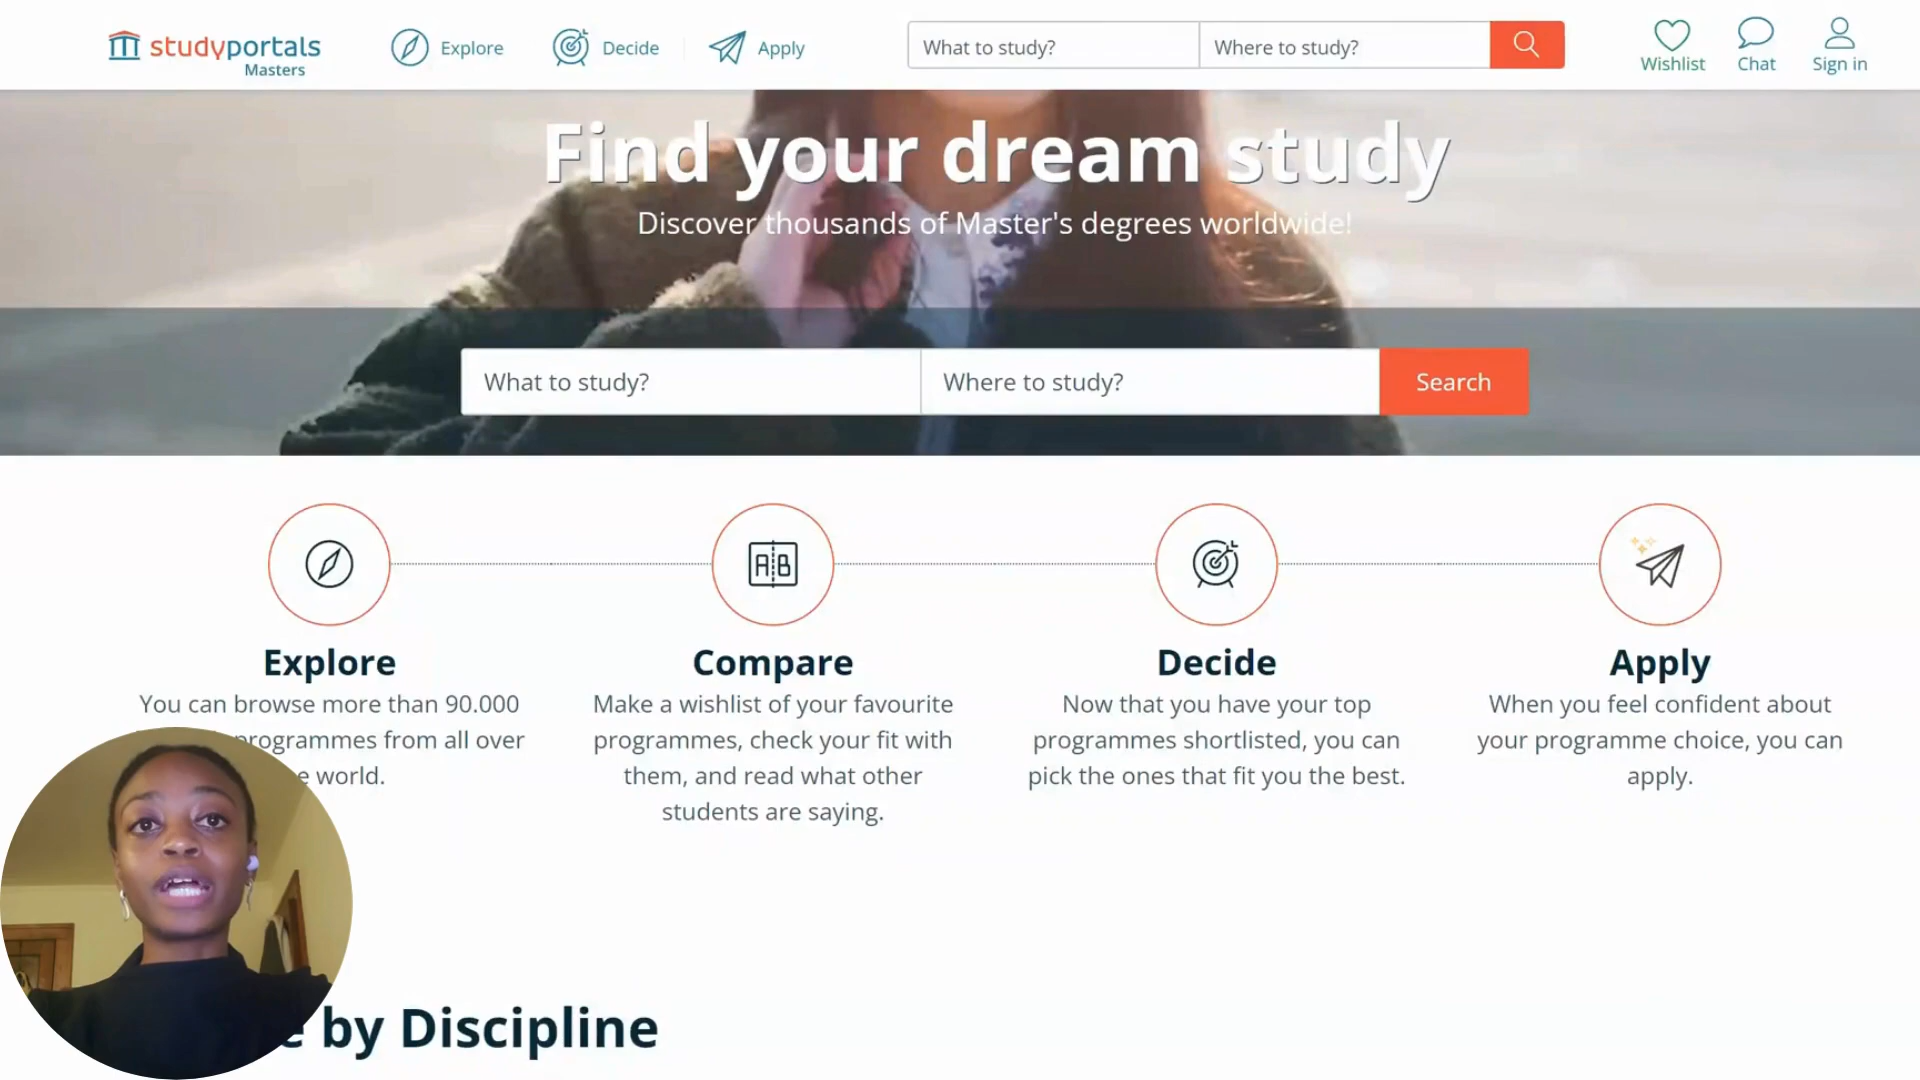 studyportals
Masters
Explore
Decide
Apply
What to study?
Where to study?
Wishlist
Chat
Sign in
Find your dream study
Discover thousands of Master's degrees worldwide!
What to study?
Where to study?
Search
Explore
You can browse more than 90.000
programmes from all over
world.
Compare
Make a wishlist of your favourite
programmes, check your fit with
them, and read what other
students are saying.
Decide
Now that you have your top
programmes shortlisted, you can
pick the ones that fit you the best.
Apply
When you feel confident about
your programme choice, you can
apply.
by Discipline